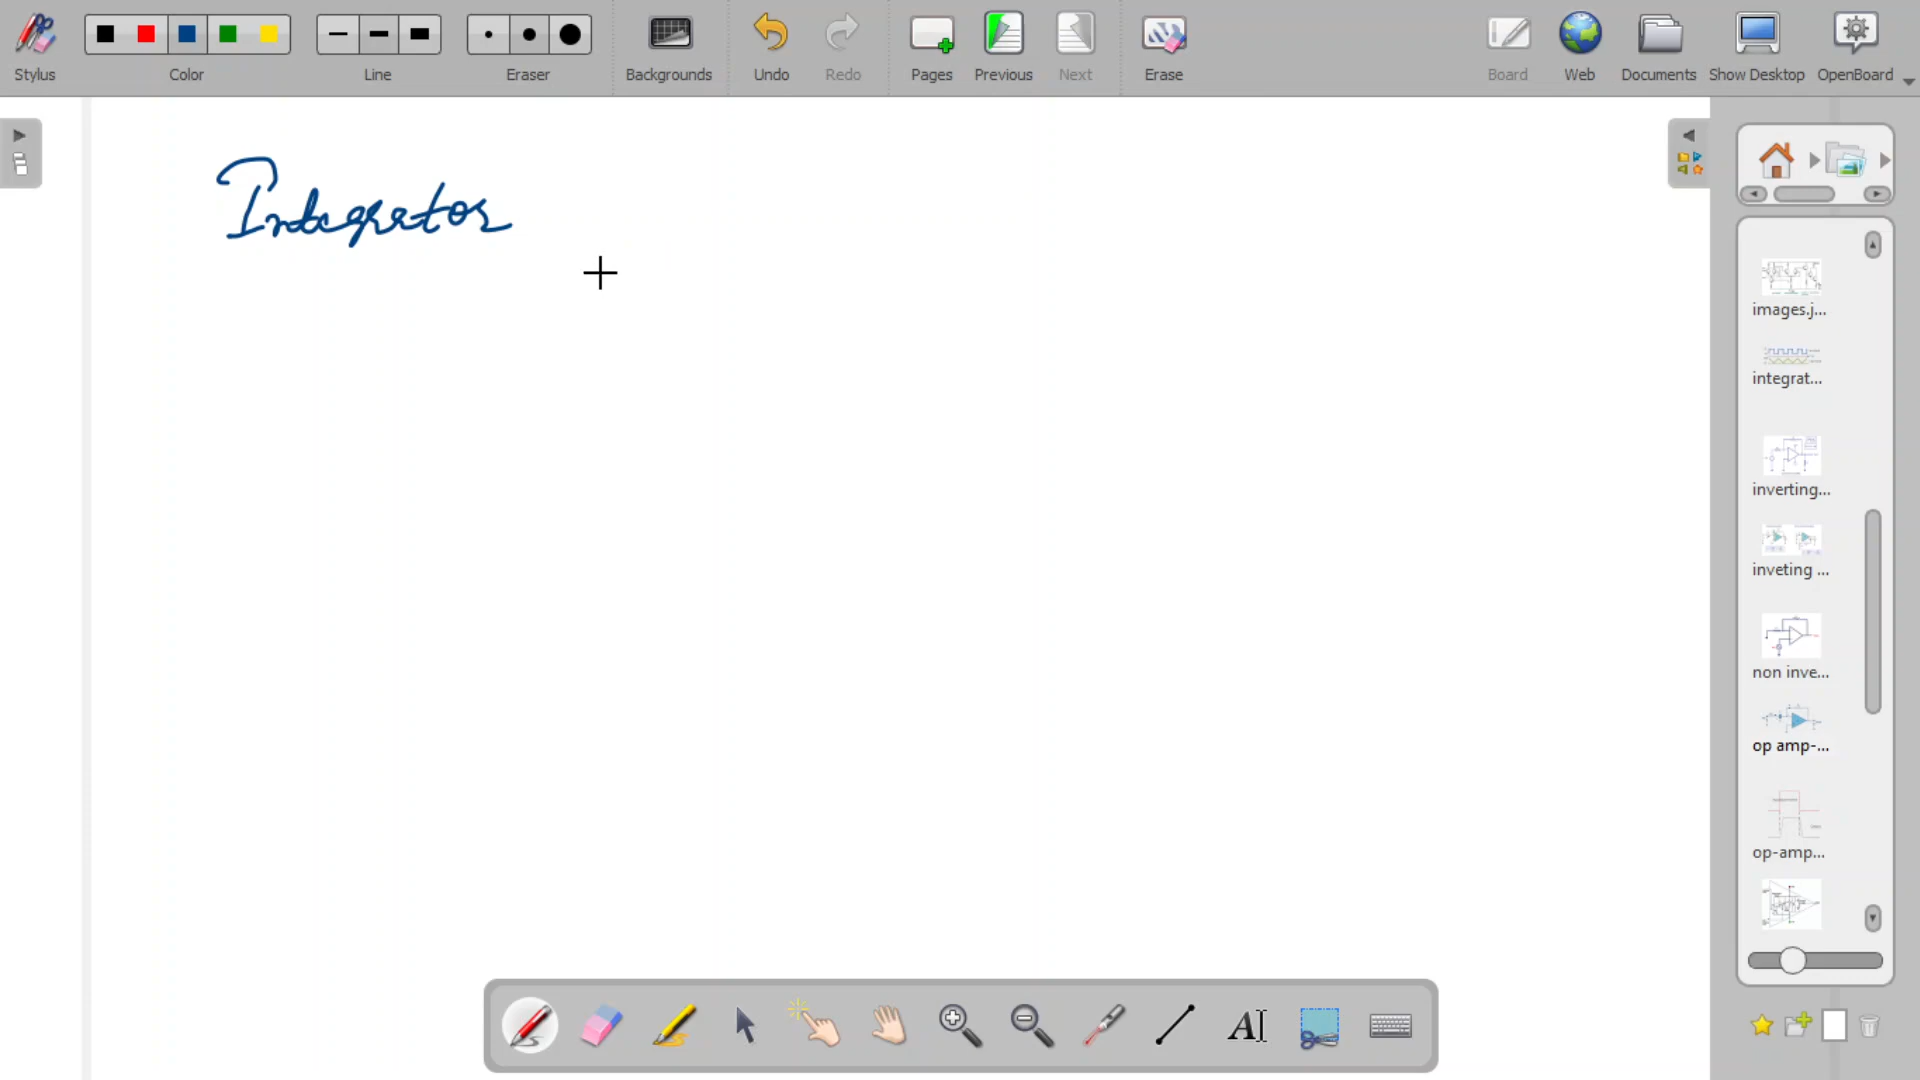 Stylus
Color
Line
Eraser
Backgrounds
Undo
Redo
Pages
Previous
Next
Erase
Board
Web
Documents
Show Desktop
OpenBoard
Integrator
images.j...
integrat...
inverting...
inveting ...
non inve...
op amp-...
op-amp...